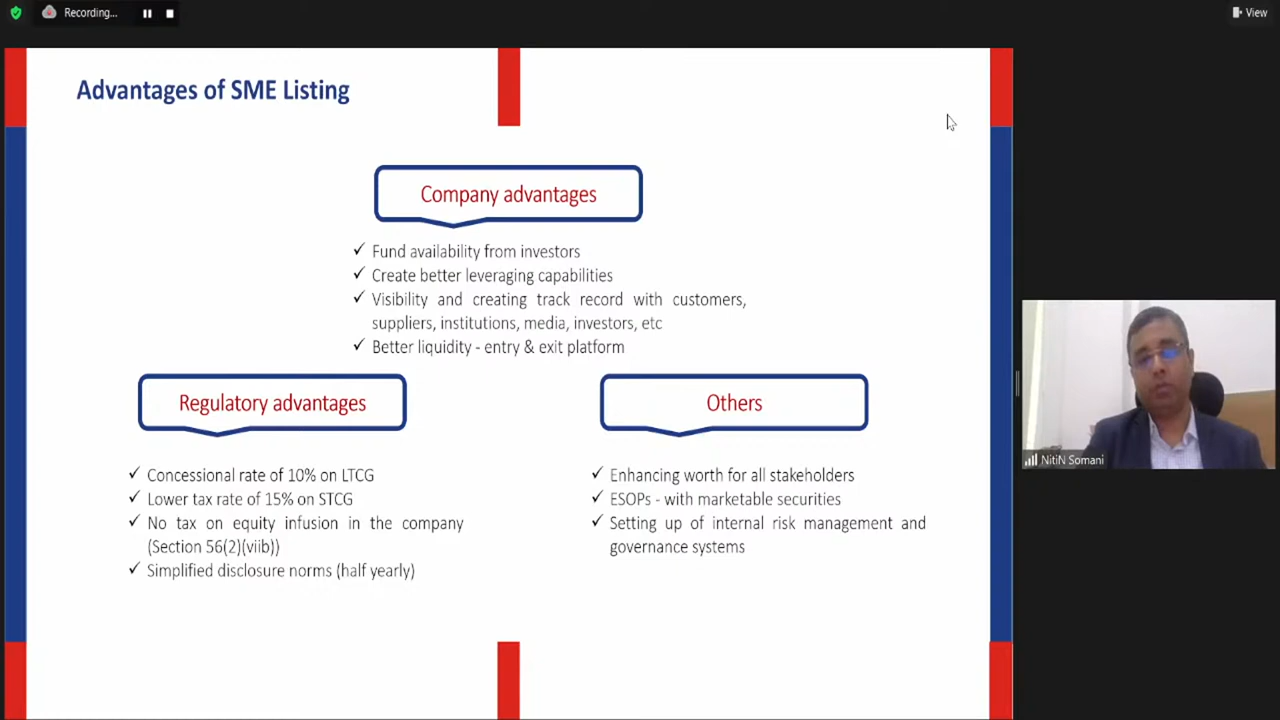 Recording...
View
Advantages of SME Listing
Company advantages
✓ Fund availability from investors
✓ Create better leveraging capabilities
✓ Visibility and creating track record with customers,
suppliers, institutions, media, investors, etc
✓ Better liquidity - entry & exit platform
Regulatory advantages
✓ Concessional rate of 10% on LTCG
✓ Lower tax rate of 15% on STCG
✓ No tax on equity infusion in the company
(Section 56(2)(viib))
✓ Simplified disclosure norms (half yearly)
Others
✓ Enhancing worth for all stakeholders
✓ ESOPs - with marketable securities
✓ Setting up of internal risk management and
governance systems
NitiN Somani